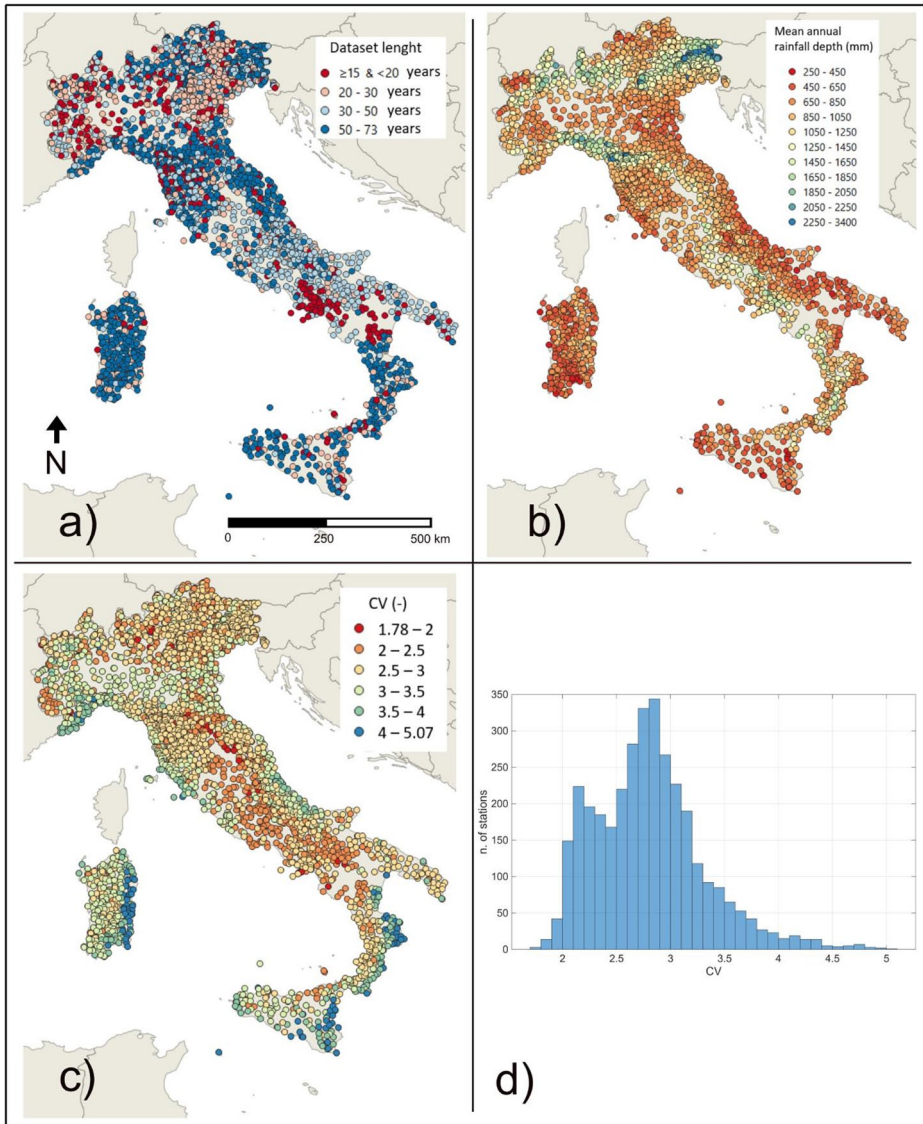 Dataset lenght
≥15 & <20 years
20 - 30 years
30 - 50 years
50 - 73 years
N
a)
0 250 500 km
Mean annual
rainfall depth (mm)
250 - 450
450 - 650
650 - 850
850 - 1050
1050 - 1250
1250 - 1450
1450 - 1650
1650 - 1850
1850 - 2050
2050 - 2250
2250 - 3400
b)
CV (-)
1.78 – 2
2 – 2.5
2.5 – 3
3 – 3.5
3.5 – 4
4 – 5.07
c)
350
300
250
200
150
100
50
0
n. of stations
2 2.5 3 3.5 4 4.5 5
CV
d)